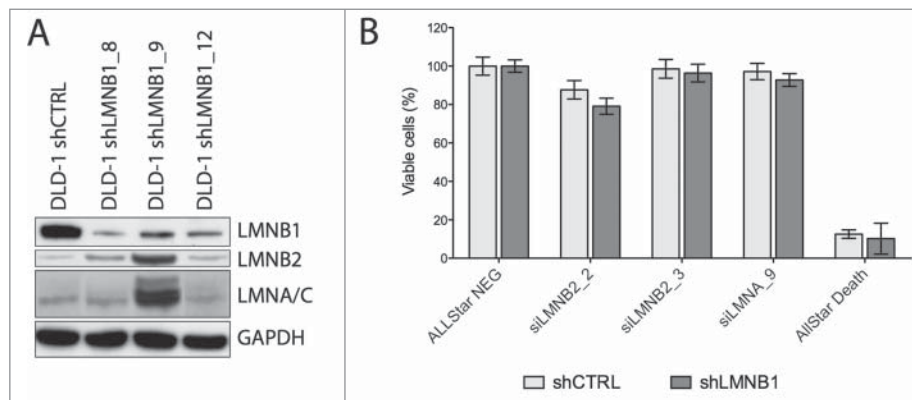 A
DLD-1 shCTRL
DLD-1 shLMNB1_8
DLD-1 shLMNB1_9
DLD-1 shLMNB1_12
LMNB1
LMNB2
LMNA/C
GAPDH
B
Viable cells (%)
120
100
80
60
40
20
0
ALLStar NEG
siLMNB2_2
siLMNB2_3
siLMNA_9
AllStar Death
shCTRL
shLMNB1